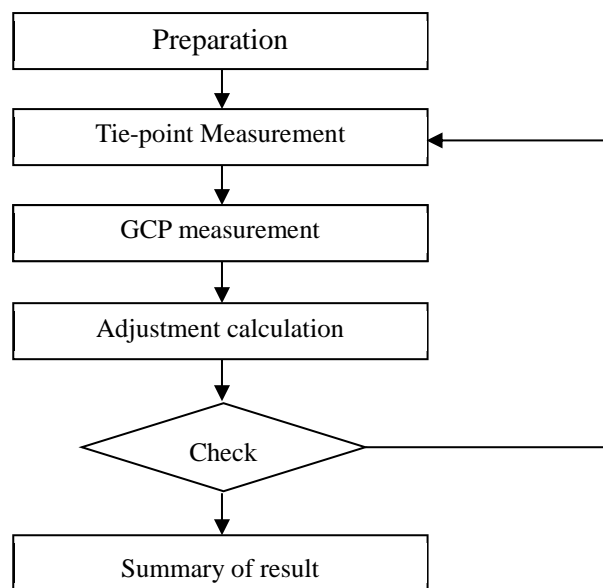 Preparation
Tie-point Measurement
GCP measurement
Adjustment calculation
Check
Summary of result